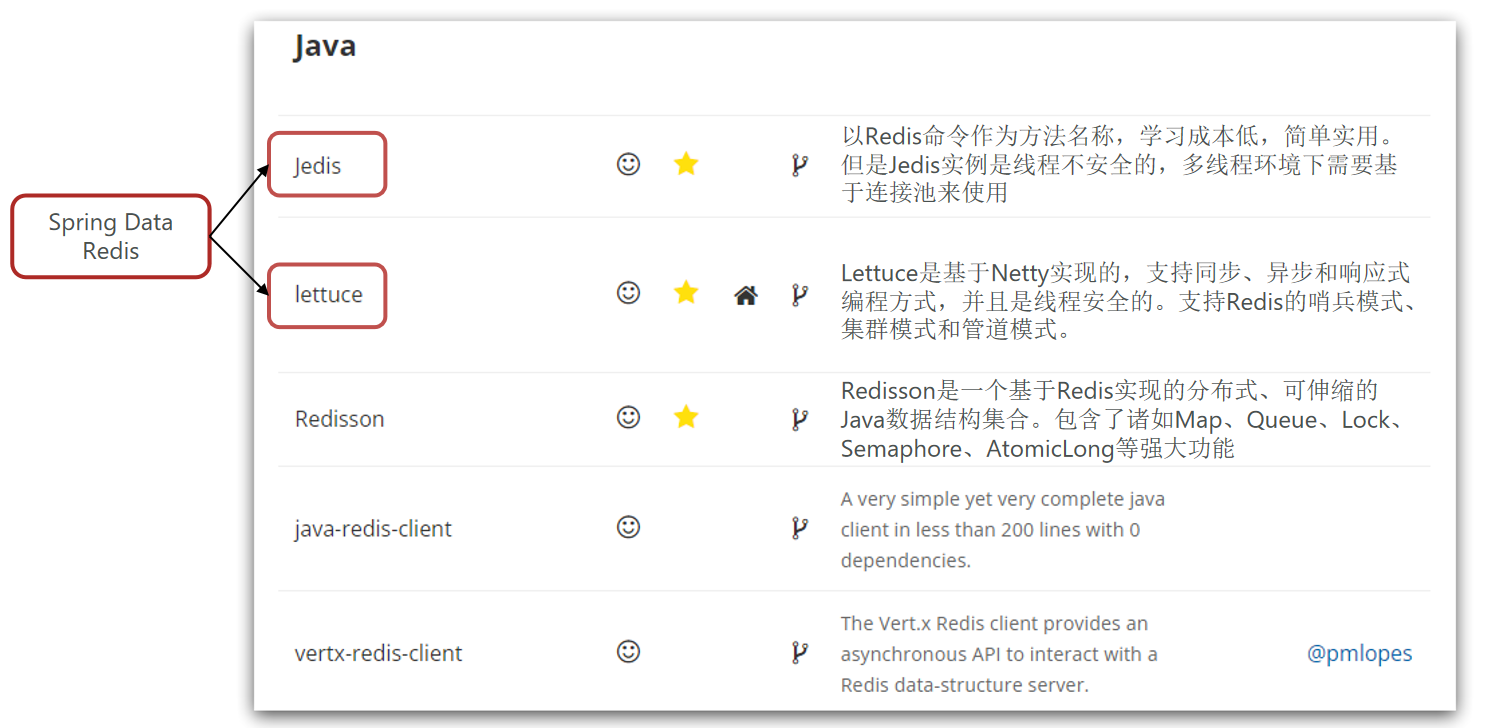 Java
Spring Data
Redis
Jedis
以Redis命令作为方法名称，学习成本低，简单实用。
但是Jedis实例是线程不安全的，多线程环境下需要基
于连接池来使用
lettuce
Lettuce是基于Netty实现的，支持同步、异步和响应式
编程方式，并且是线程安全的。支持Redis的哨兵模式、
集群模式和管道模式。
Redisson
Redisson是一个基于Redis实现的分布式、可伸缩的
Java数据结构集合。包含了诸如Map、Queue、Lock、
Semaphore、AtomicLong等强大功能
java-redis-client
A very simple yet very complete java
client in less than 200 lines with 0
dependencies.
vertx-redis-client
The Vert.x Redis client provides an
asynchronous API to interact with a
Redis data-structure server.
@pmlopes